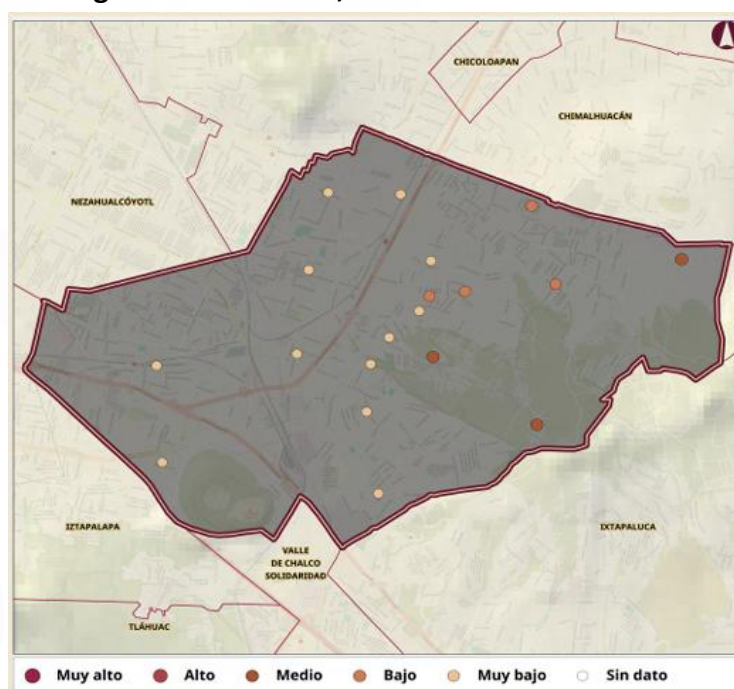 CHICOLOAPAN
CHIMALHUACÁN
NEZAHUALCÓYOTL
IZTAPALAPA
IXTAPALUCA
VALLE
DE CHALCO
SOLIDARIDAD
TLÁHUAC
Muy alto Alto Medio Bajo Muy bajo Sin dato